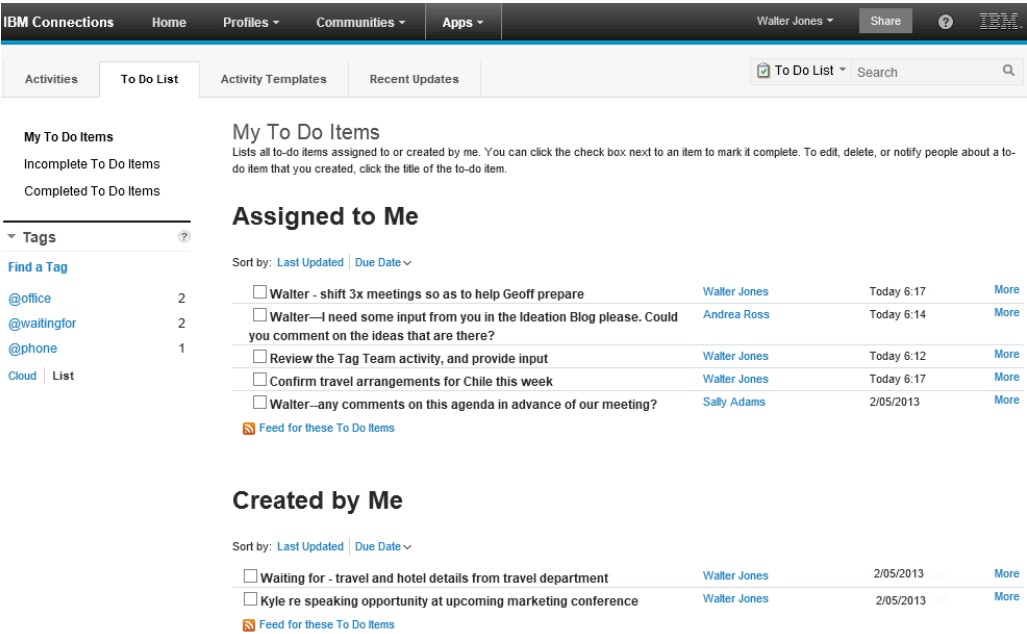 IBM Connections Home Profiles Communities Apps Walter Jones Share ? IBM.
Activities To Do List Activity Templates Recent Updates To Do List Search
My To Do Items
Incomplete To Do Items
Completed To Do Items
Tags ?
Find a Tag
@office 2
@waitingfor 2
@phone 1
Cloud List
My To Do Items
Lists all to-do items assigned to or created by me. You can click the check box next to an item to mark it complete. To edit, delete, or notify people about a to-
do item that you created, click the title of the to-do item.
Assigned to Me
Sort by: Last Updated Due Date
Walter - shift 3x meetings so as to help Geoff prepare Walter Jones Today 6:17 More
Walter—I need some input from you in the Ideation Blog please. Could Andrea Ross Today 6:14 More
you comment on the ideas that are there?
Review the Tag Team activity, and provide input Walter Jones Today 6:12 More
Confirm travel arrangements for Chile this week Walter Jones Today 6:17 More
Walter--any comments on this agenda in advance of our meeting? Sally Adams 2/05/2013 More
Feed for these To Do Items
Created by Me
Sort by: Last Updated Due Date
Waiting for - travel and hotel details from travel department Walter Jones 2/05/2013 More
Kyle re speaking opportunity at upcoming marketing conference Walter Jones 2/05/2013 More
Feed for these To Do Items